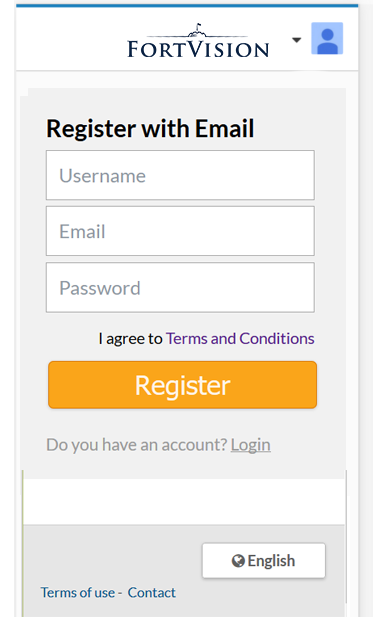 FORTVISION
Register with Email
Username
Email
Password
I agree to Terms and Conditions
Register
Do you have an account? Login
English
Terms of use - Contact